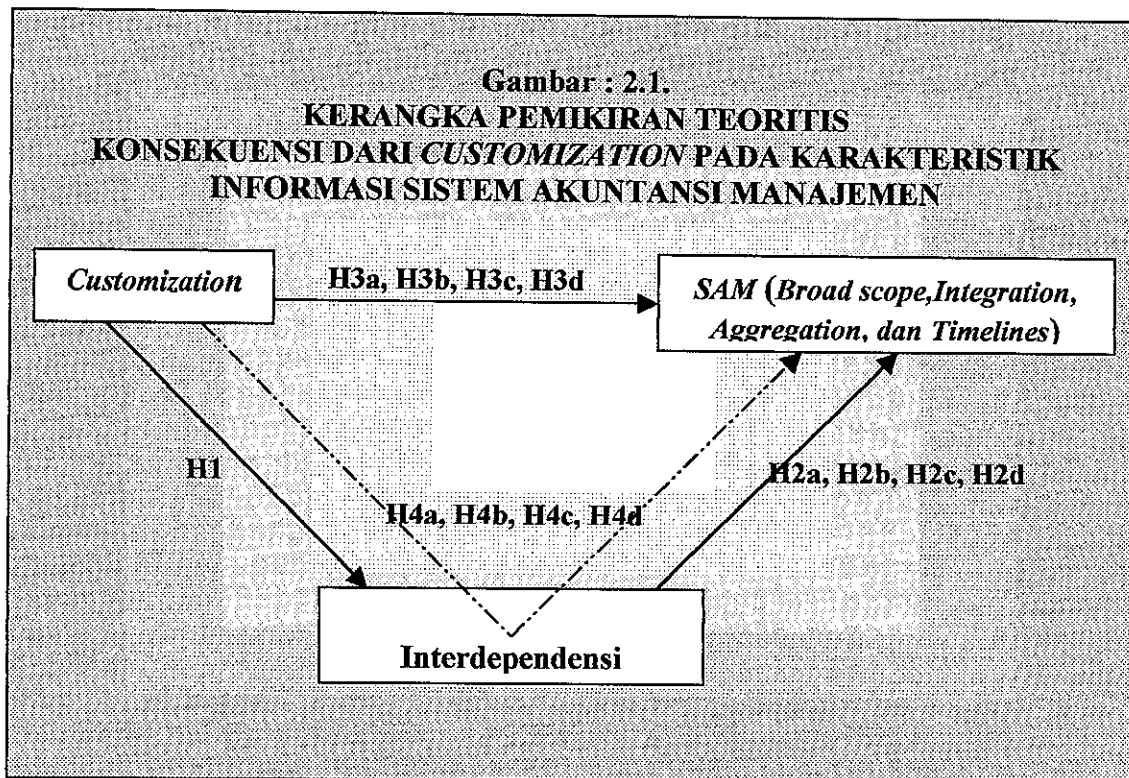 Gambar : 2.1.
KERANGKA PEMIKIRAN TEORITIS
KONSEKUENSI DARI CUSTOMIZATION PADA KARAKTERISTIK
INFORMASI SISTEM AKUNTANSI MANAJEMEN
Customization
H3a, H3b, H3c, H3d
SAM (Broad scope,Integration,
Aggregation, dan Timelines)
H1
H2a, H2b, H2c, H2d
H4a, H4b, H4c, H4d
Interdependensi